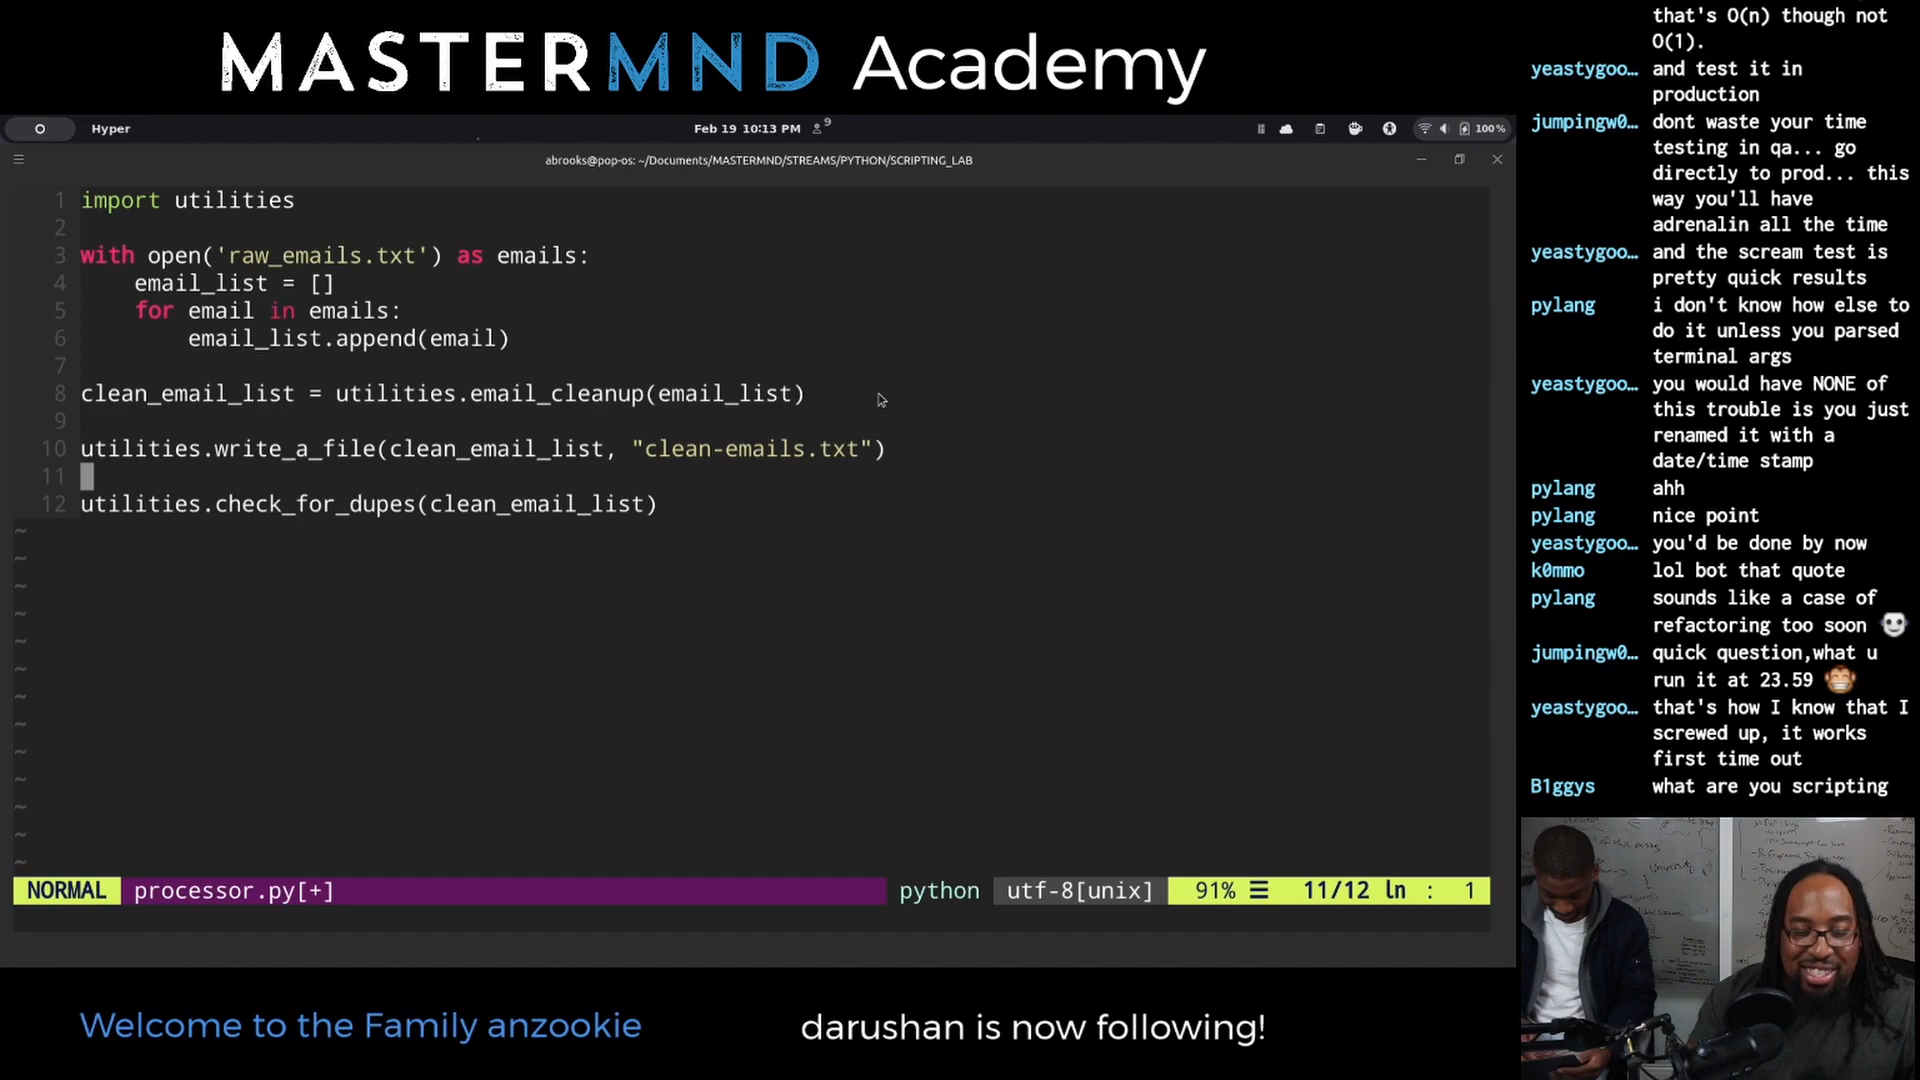 MASTERMND Academy
Hyper
Feb 19 10:13 PM
9
100%
abrooks@pop-os: ~/Documents/MASTERMND/STREAMS/PYTHON/SCRIPTING_LAB
1 import utilities
2
3 with open('raw_emails.txt') as emails:
4 email_list = []
5 for email in emails:
6 email_list.append(email)
7
8 clean_email_list = utilities.email_cleanup(email_list)
9
10 utilities.write_a_file(clean_email_list, "clean-emails.txt")
11
12 utilities.check_for_dupes(clean_email_list)
~
~
~
~
~
~
~
~
~
~
~
~
~
NORMAL processor.py[+] python utf-8[unix] 91% ☰ 11/12 ln : 1
that's O(n) though not
O(1).
yeastygoo… and test it in
production
jumpingw0… dont waste your time
testing in qa... go
directly to prod... this
way you'll have
adrenalin all the time
yeastygoo… and the scream test is
pretty quick results
pylang i don't know how else to
do it unless you parsed
terminal args
yeastygoo… you would have NONE of
this trouble is you just
renamed it with a
date/time stamp
pylang ahh
pylang nice point
yeastygoo… you'd be done by now
k0mmo lol bot that quote
pylang sounds like a case of
refactoring too soon
jumpingw0… quick question,what u
run it at 23.59
yeastygoo… that's how I know that I
screwed up, it works
first time out
B1ggys what are you scripting
Welcome to the Family anzookie
darushan is now following!